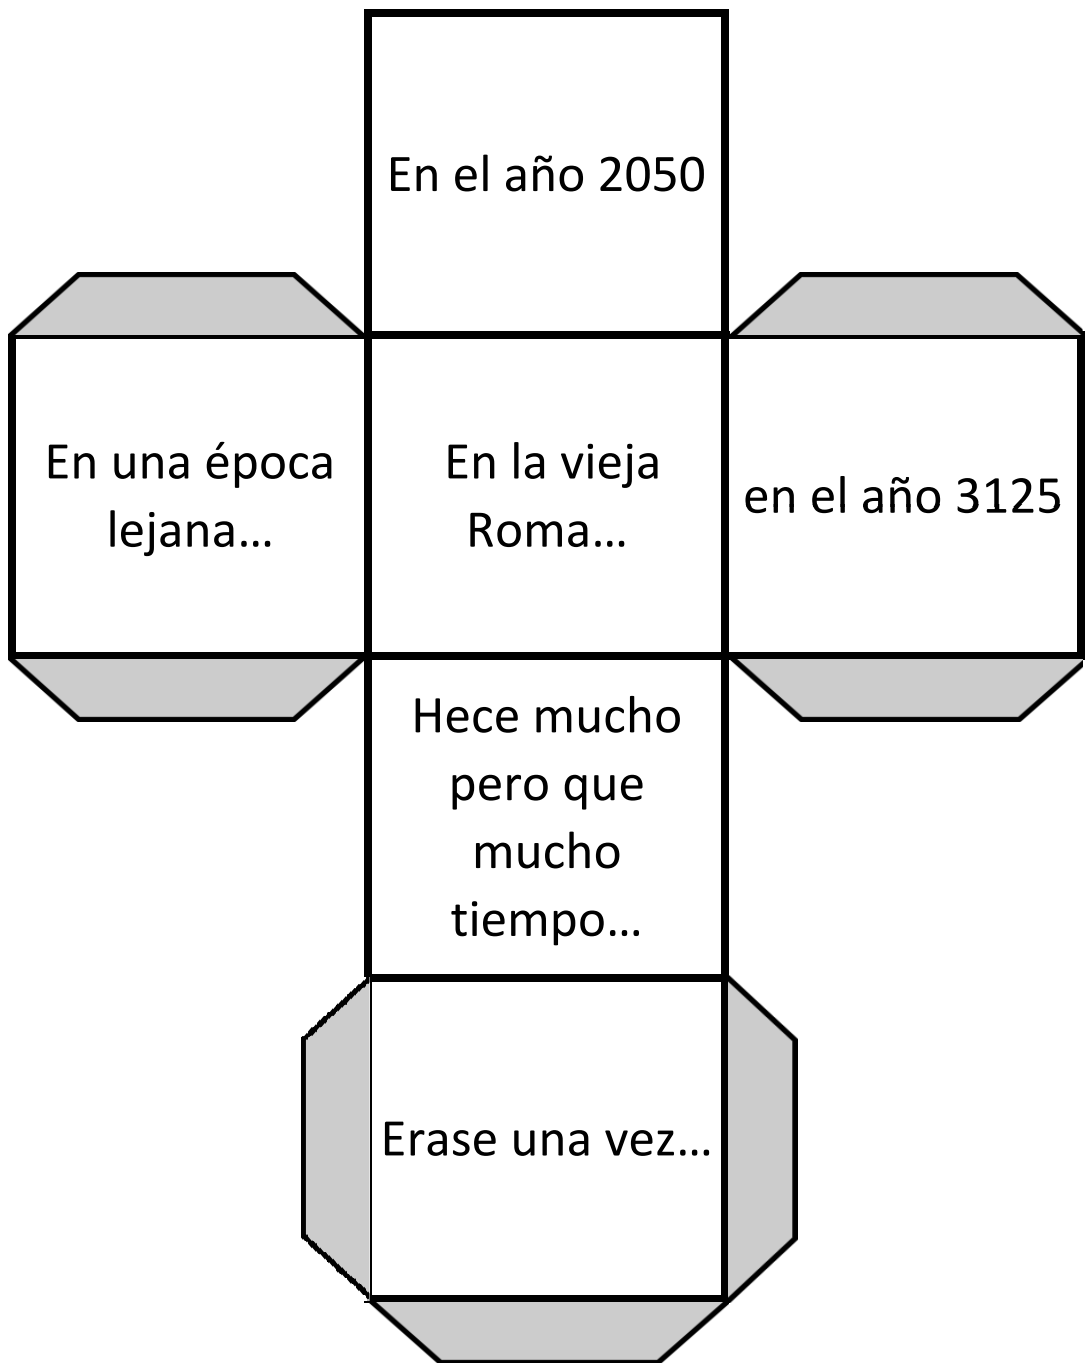 En el año 2050
En una época
lejana...
En la vieja
Roma...
en el año 3125
Hece mucho
pero que
mucho
tiempo...
Erase una vez...